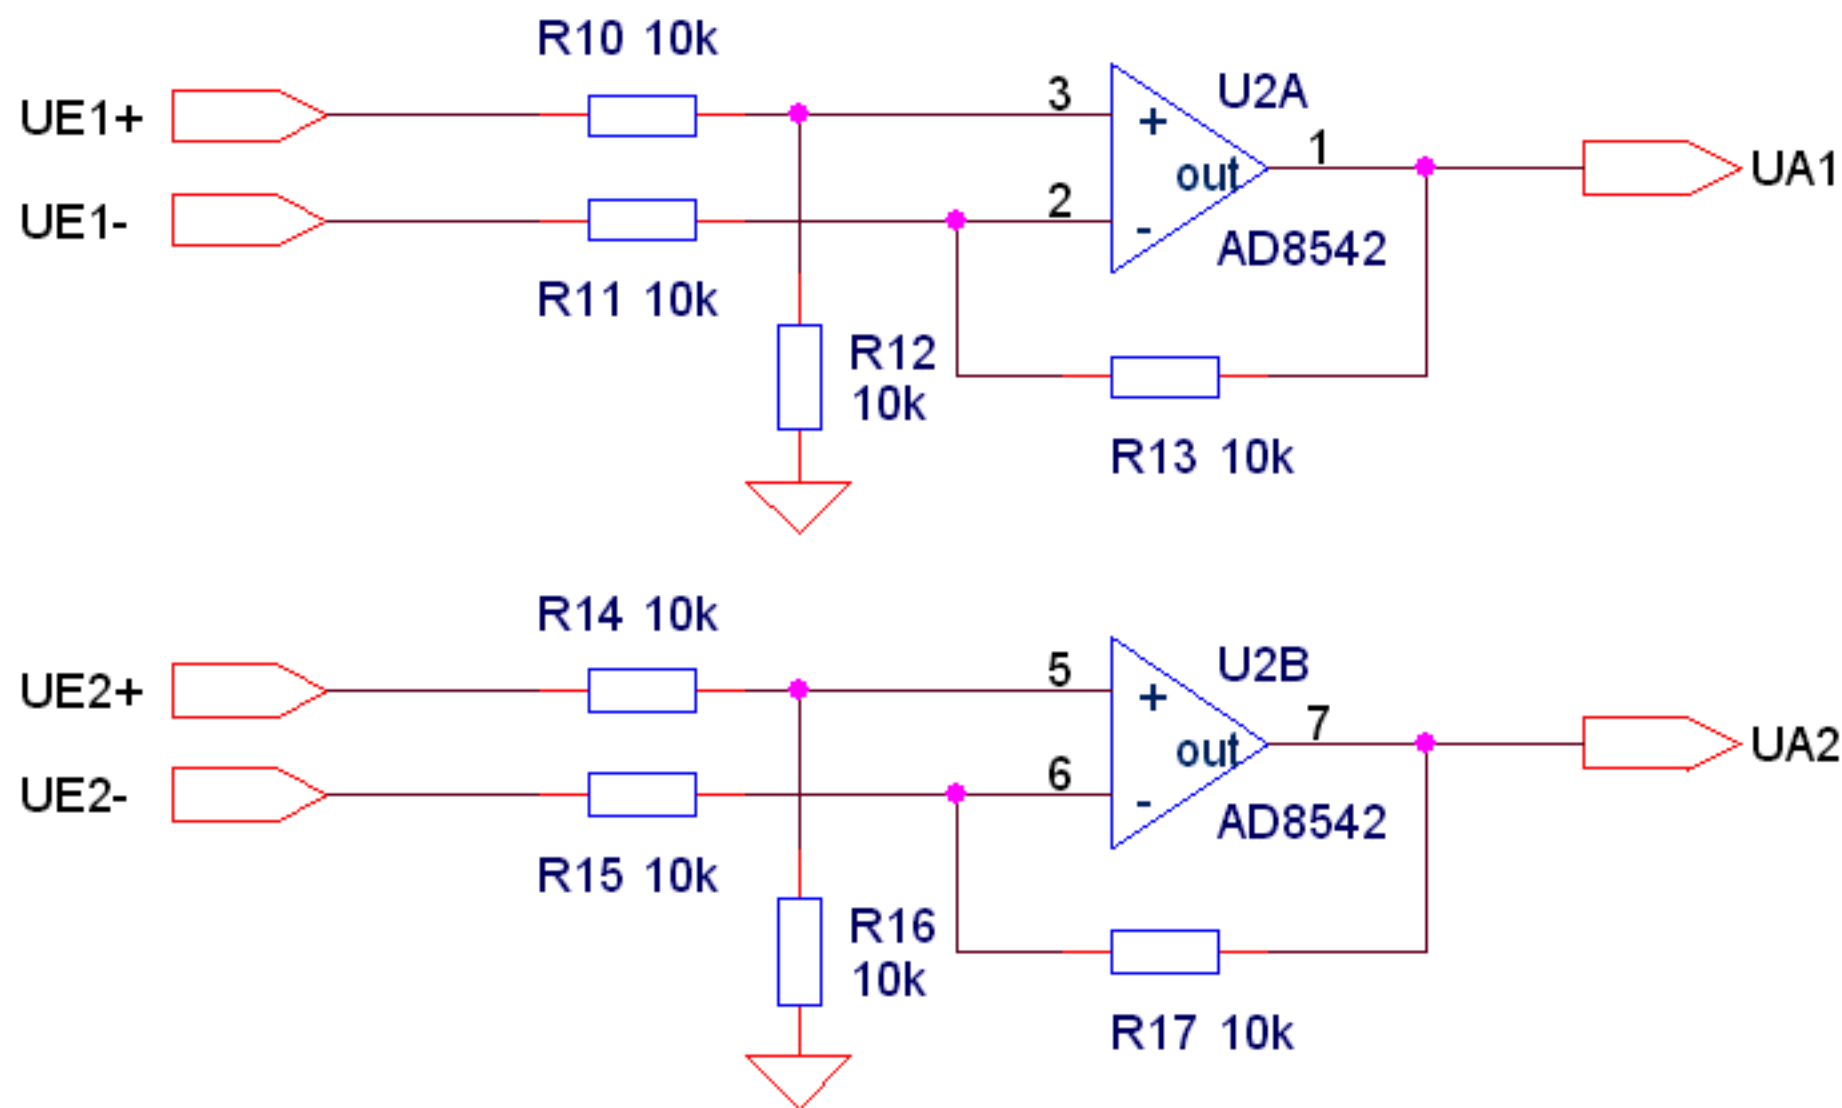 R10 10k
UE1+
3
+
U2A
1
out
UA1
UE1-
2
-
AD8542
R11 10k
R12
10k
R13 10k
R14 10k
UE2+
5
+
U2B
7
out
UA2
UE2-
6
-
AD8542
R15 10k
R16
10k
R17 10k